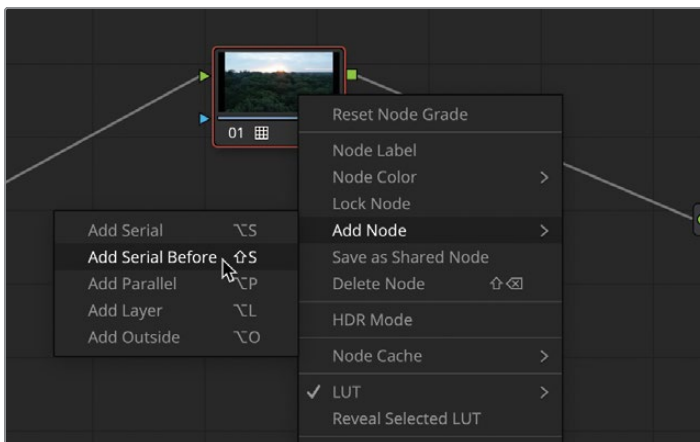 01
Reset Node Grade
Node Label
Node Color >
Lock Node
Add Node >
Save as Shared Node
Delete Node ⇧⌫
HDR Mode
Node Cache >
✓ LUT >
Reveal Selected LUT
Add Serial ⌥S
Add Serial Before ⇧S
Add Parallel ⌥P
Add Layer ⌥L
Add Outside ⌥O